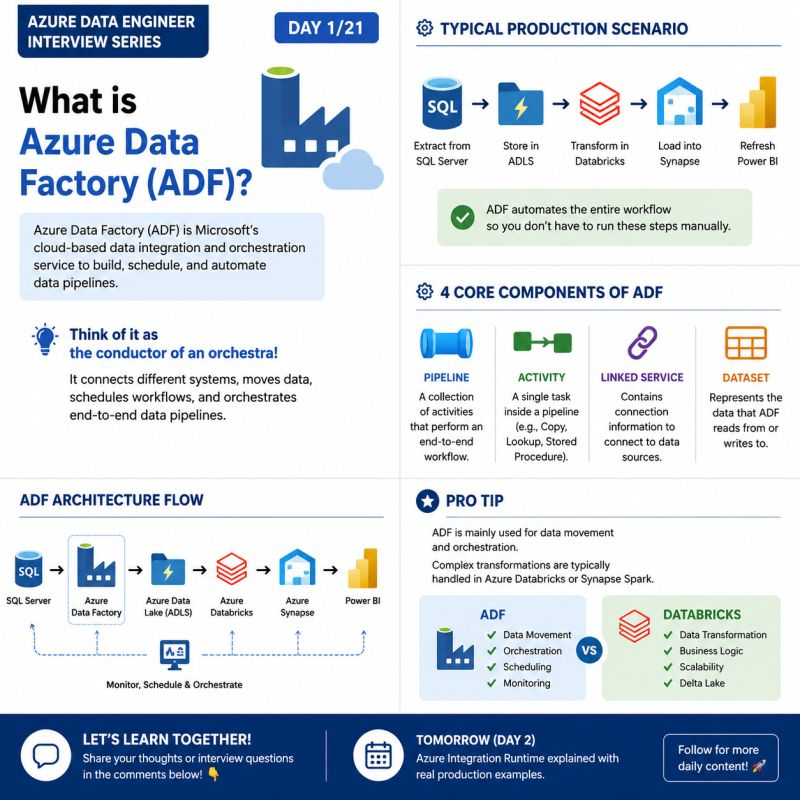 AZURE DATA ENGINEER
INTERVIEW SERIES
DAY 1/21
What is
Azure Data
Factory (ADF)?
Azure Data Factory (ADF) is Microsoft's
cloud-based data integration and orchestration
service to build, schedule, and automate
data pipelines.
Think of it as
the conductor of an orchestra!
It connects different systems, moves data,
schedules workflows, and orchestrates
end-to-end data pipelines.
TYPICAL PRODUCTION SCENARIO
SQL
Extract from
SQL Server
Store in
ADLS
Transform in
Databricks
Load into
Synapse
Refresh
Power BI
ADF automates the entire workflow
so you don't have to run these steps manually.
4 CORE COMPONENTS OF ADF
PIPELINE
A collection
of activities
that perform an
end-to-end
workflow.
ACTIVITY
A single task
inside a pipeline
(e.g., Copy,
Lookup, Stored
Procedure).
LINKED SERVICE
Contains
connection
information to
connect to data
sources.
DATASET
Represents the
data that ADF
reads from or
writes to.
ADF ARCHITECTURE FLOW
SQL
SQL Server
Azure
Data Factory
Azure Data
Lake (ADLS)
Azure
Databricks
Azure
Synapse
Power BI
Monitor, Schedule & Orchestrate
PRO TIP
ADF is mainly used for data movement
and orchestration.
Complex transformations are typically
handled in Azure Databricks or Synapse Spark.
ADF
Data Movement
Orchestration
Scheduling
Monitoring
VS
DATABRICKS
Data Transformation
Business Logic
Scalability
Delta Lake
LET'S LEARN TOGETHER!
Share your thoughts or interview questions
in the comments below! 👇
TOMORROW (DAY 2)
Azure Integration Runtime explained with
real production examples.
Follow for more
daily content! 🚀